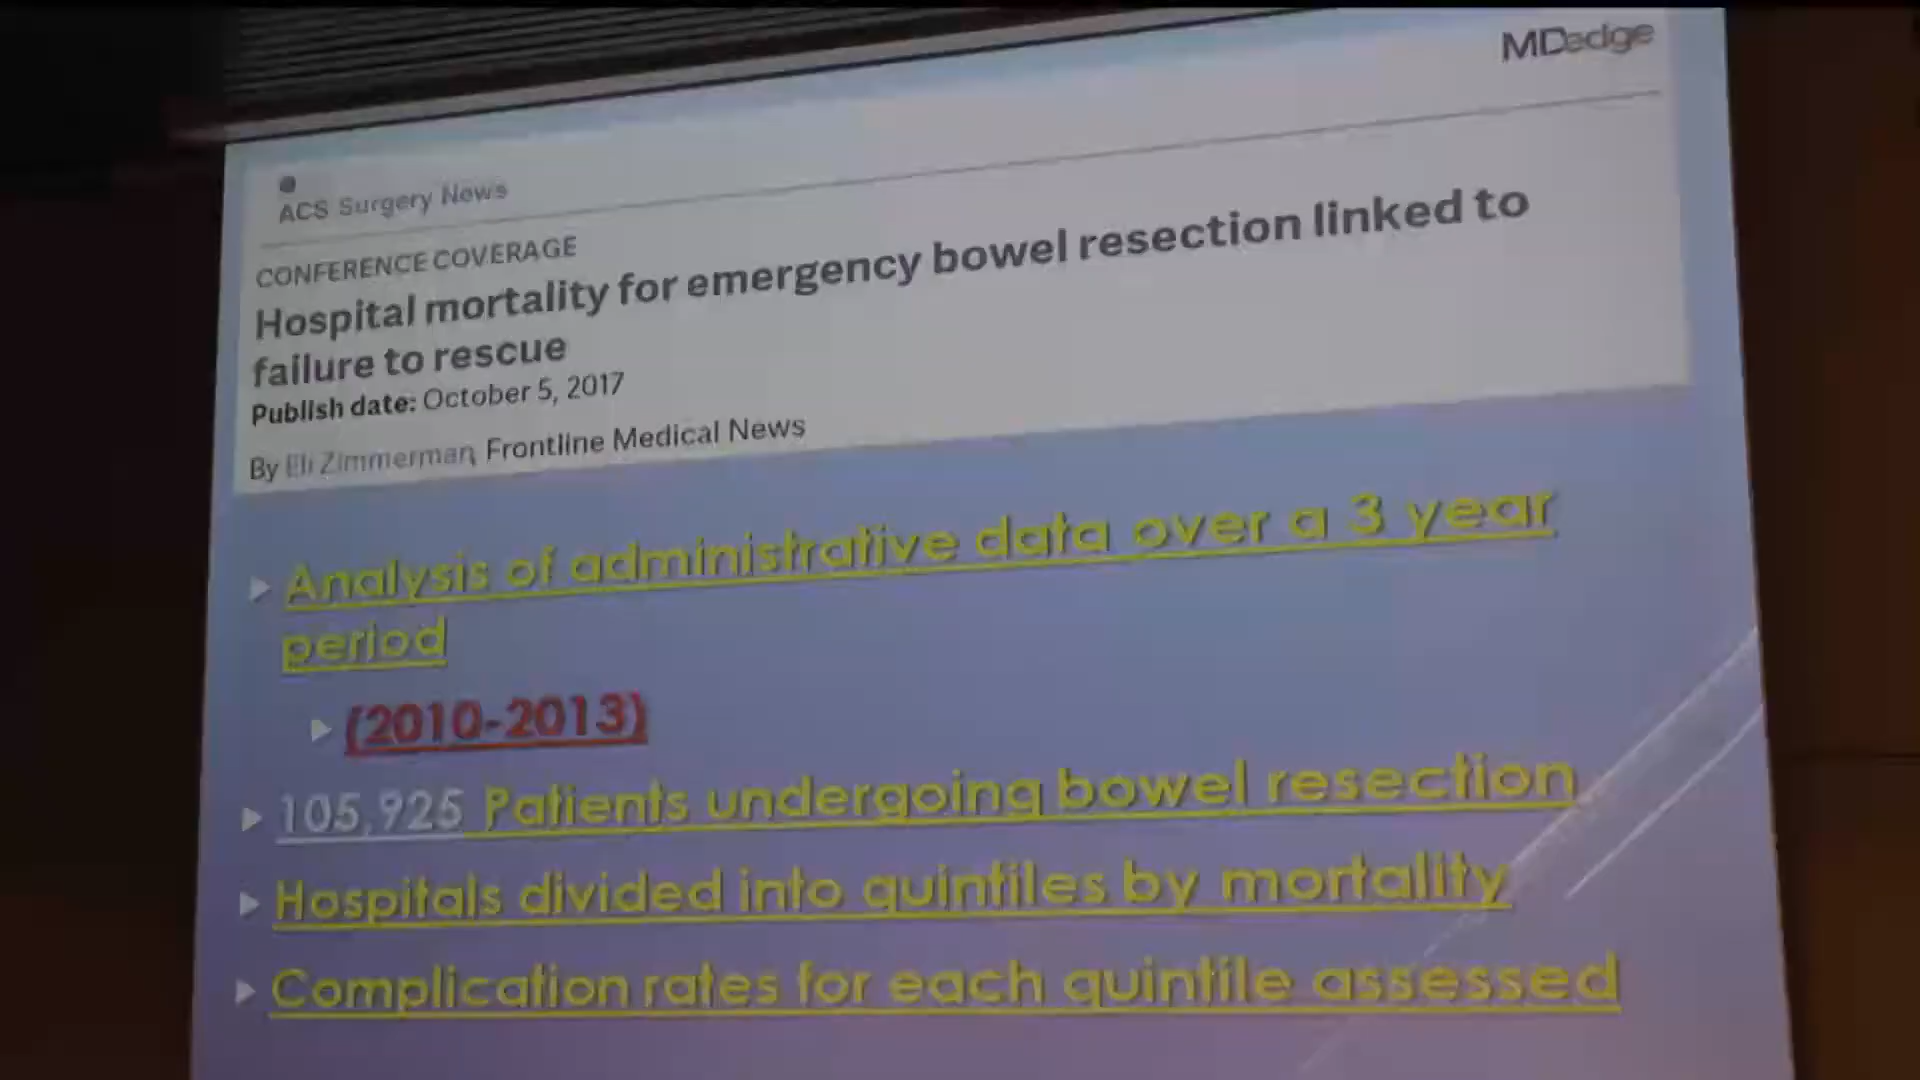 MDedge
ACS Surgery News
CONFERENCE COVERAGE
Hospital mortality for emergency bowel resection linked to
failure to rescue
Publish date: October 5, 2017
By Eli Zimmerman, Frontline Medical News
Analysis of administrative data over a 3 year
period
(2010-2013)
105,925 Patients undergoing bowel resection
Hospitals divided into quintiles by mortality
Complication rates for each quintile assessed